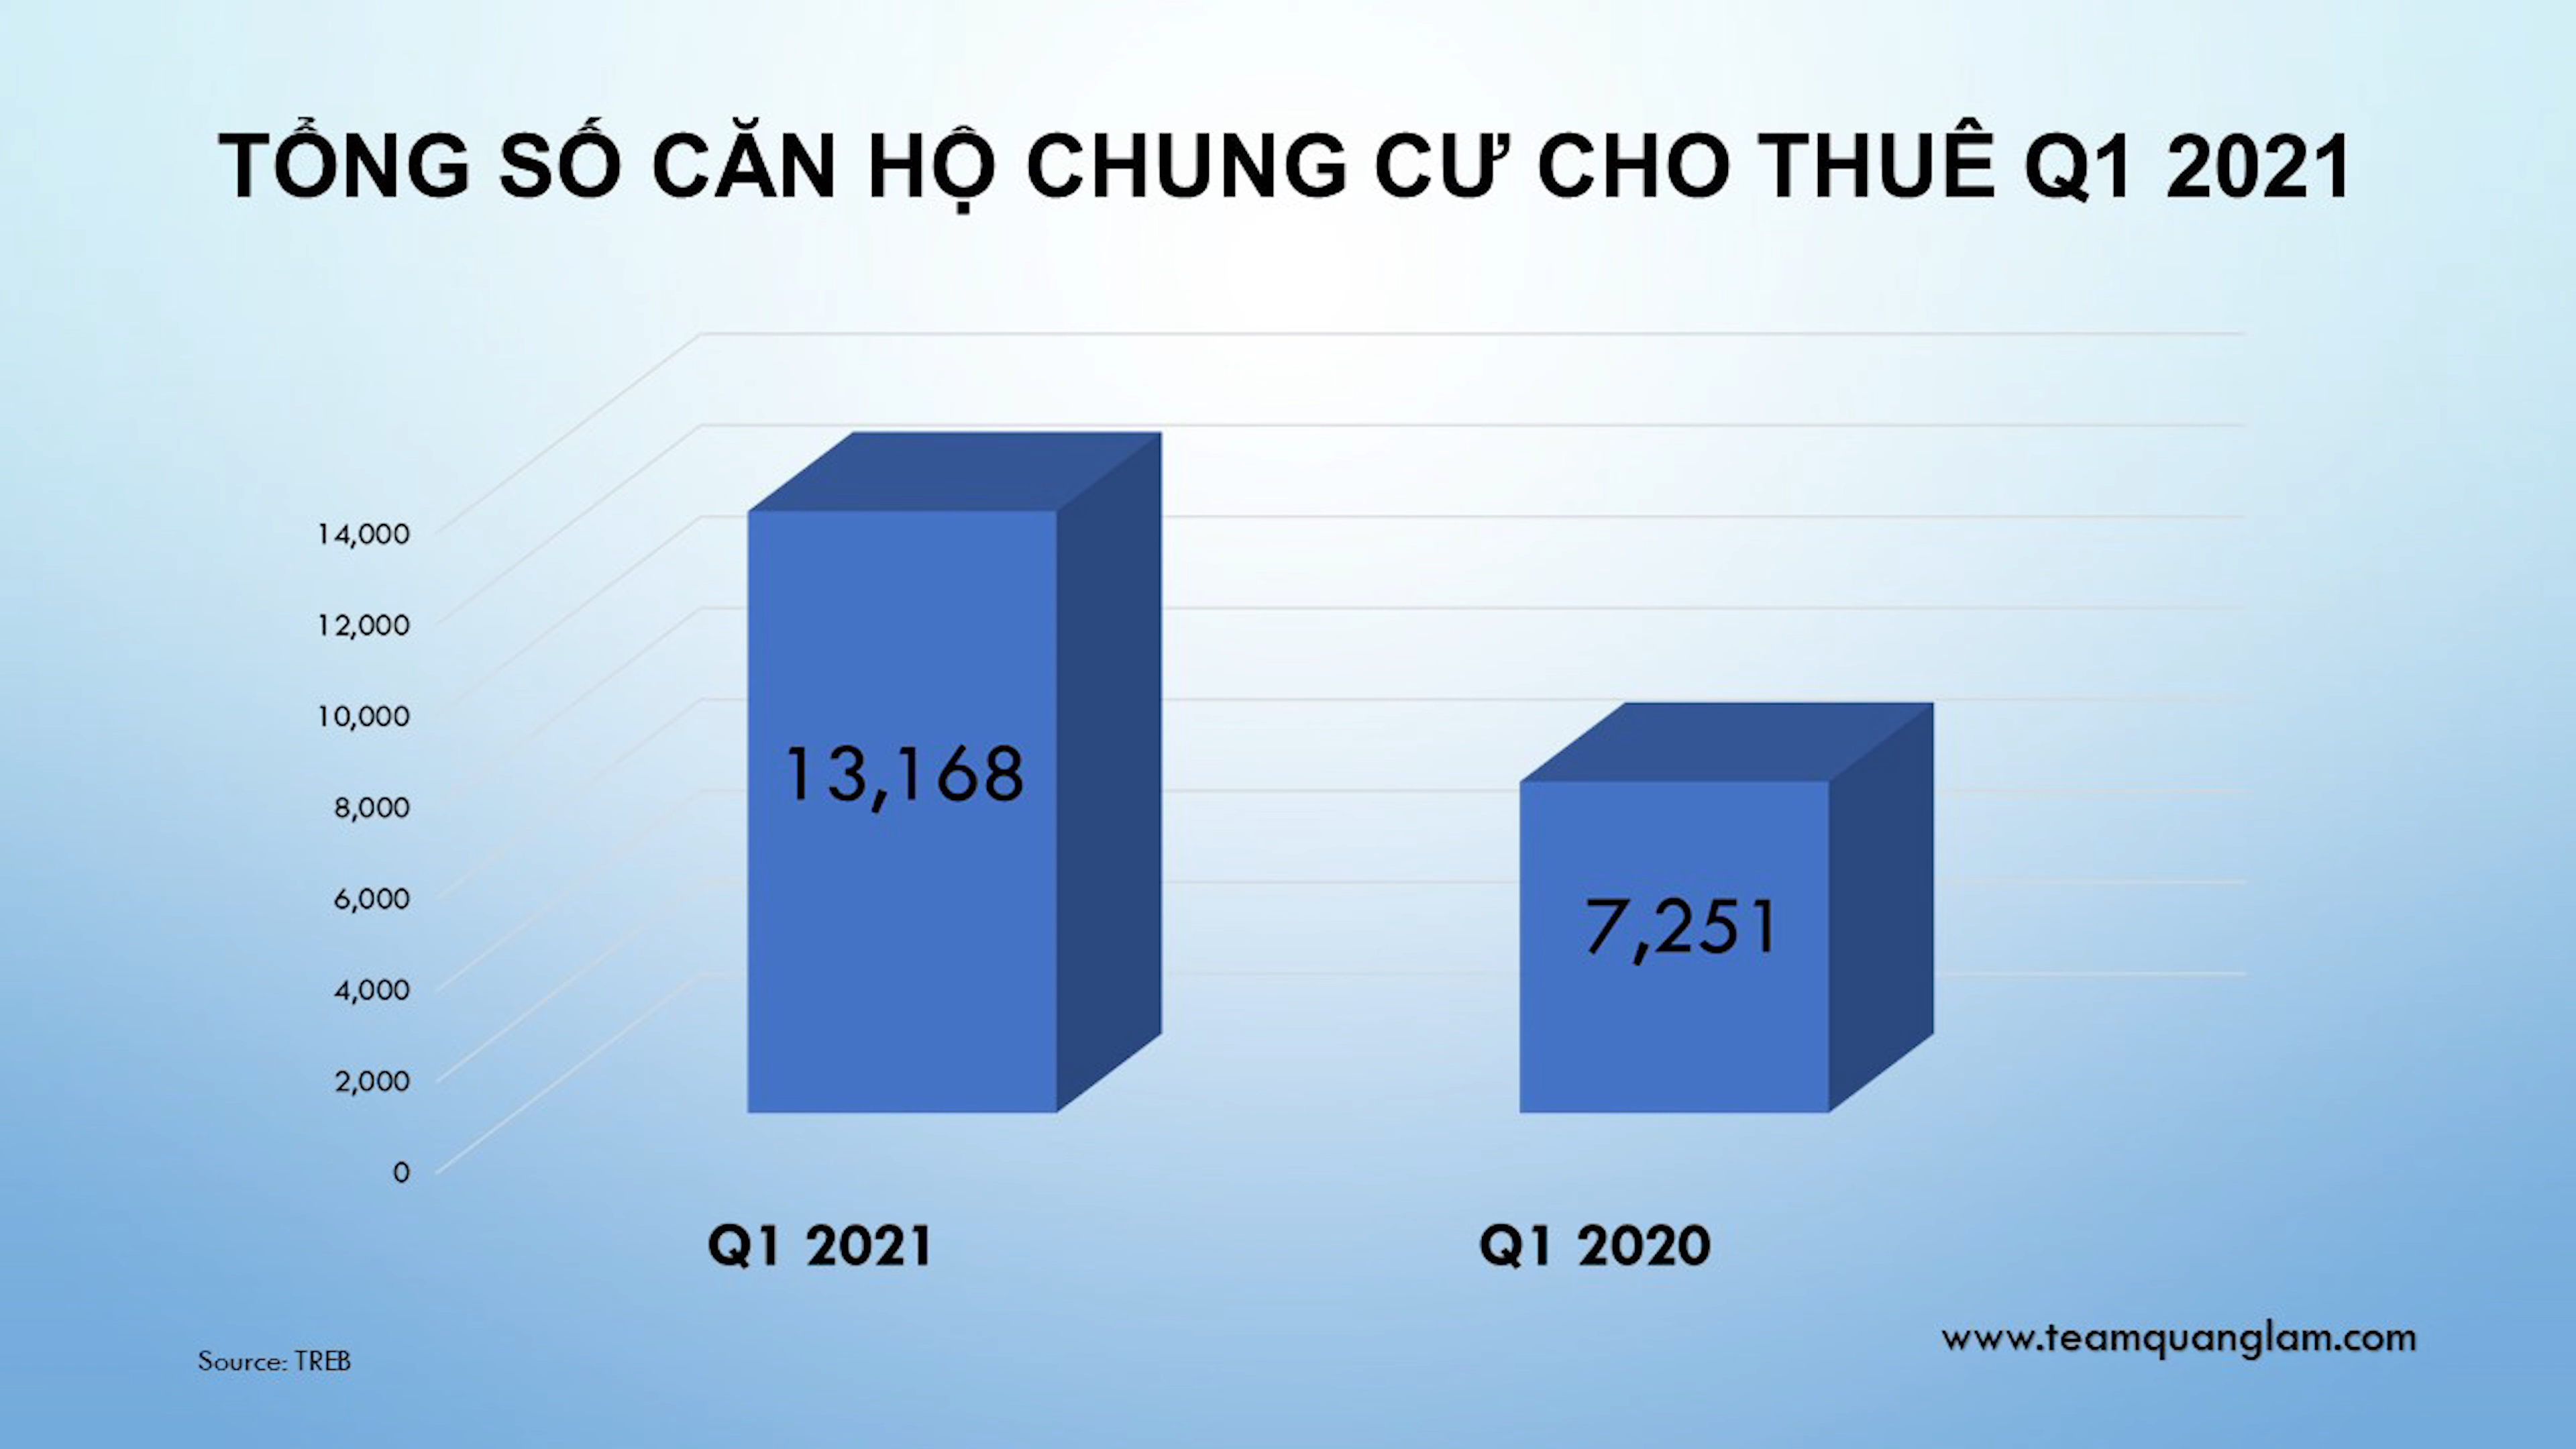 TỔNG SỐ CĂN HỘ CHUNG CƯ CHO THUÊ Q1 2021
14,000
12,000
10,000
8,000
6,000
4,000
2,000
0
13,168
7,251
Q1 2021
Q1 2020
Source: TREB
www.teamquanglam.com